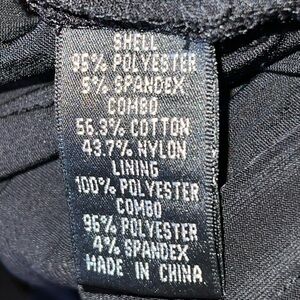 SHELL
95% POLYESTER
5% SPANDEX
COMBO
56.3% COTTON
43.7% NYLON
LINING
100% POLYESTER
COMBO
96% POLYESTER
4% SPANDEX
MADE IN CHINA